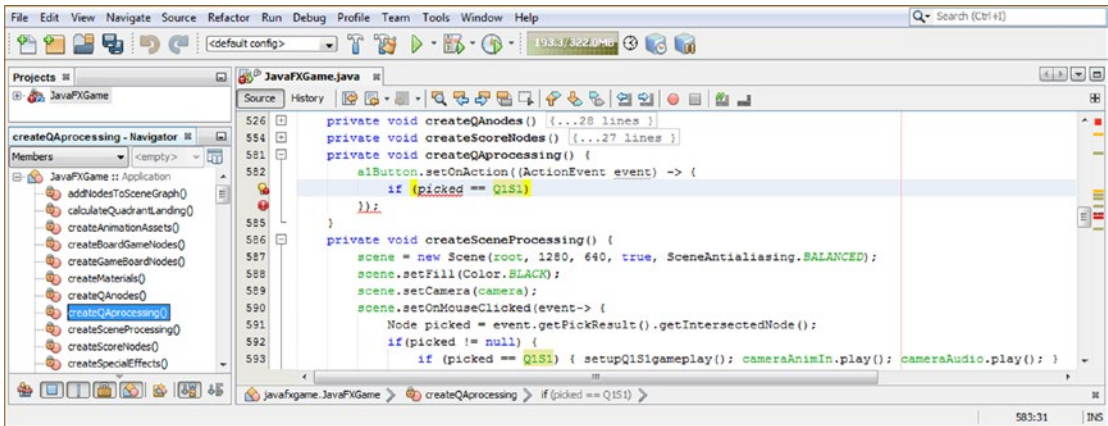 File Edit View Navigate Source Refactor Run Debug Profile Team Tools Window Help
Search (Ctrl+I)
<default config>
193.3/322.0MB
Projects
JavaFXGame
createQAprocessing - Navigator
Members
<empty>
JavaFXGame :: Application
addNodesToSceneGraph()
calculateQuadrantLanding()
createAnimationAssets()
createBoardGameNodes()
createGameBoardNodes()
createMaterials()
createQAnodes()
createQAprocessing()
createSceneProcessing()
createScoreNodes()
createSpecialEffects()
JavaFXGame.java
Source History
526 private void createQAnodes() {...28 lines }
554 private void createScoreNodes() {...27 lines }
581 private void createQAprocessing() {
582 a1Button.setOnAction((ActionEvent event) -> {
if (picked == Q1S1)
});
585 }
586 private void createSceneProcessing() {
587 scene = new Scene(root, 1280, 640, true, SceneAntialiasing.BALANCED);
588 scene.setFill(Color.BLACK);
589 scene.setCamera(camera);
590 scene.setOnMouseClicked(event-> {
591 Node picked = event.getPickResult().getIntersectedNode();
592 if(picked != null) {
593 if (picked == Q1S1) { setupQ1S1gameplay(); cameraAnimIn.play(); cameraAudio.play(); }
javafxgame.JavaFXGame createQAprocessing if (picked == Q1S1)
583:31 INS